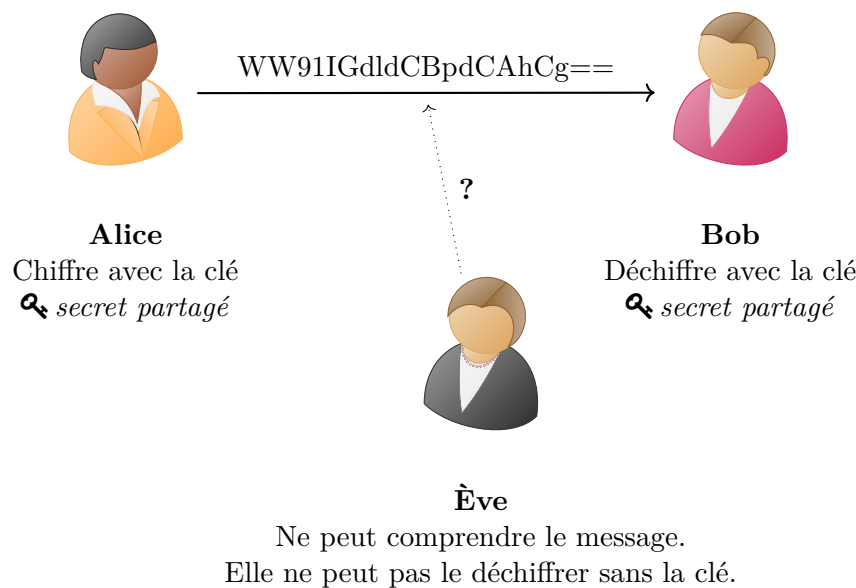 WW91IGdldCBpdCAhCg==
?
Alice
Chiffre avec la clé
secret partagé
Bob
Déchiffre avec la clé
secret partagé
Ève
Ne peut comprendre le message.
Elle ne peut pas le déchiffrer sans la clé.